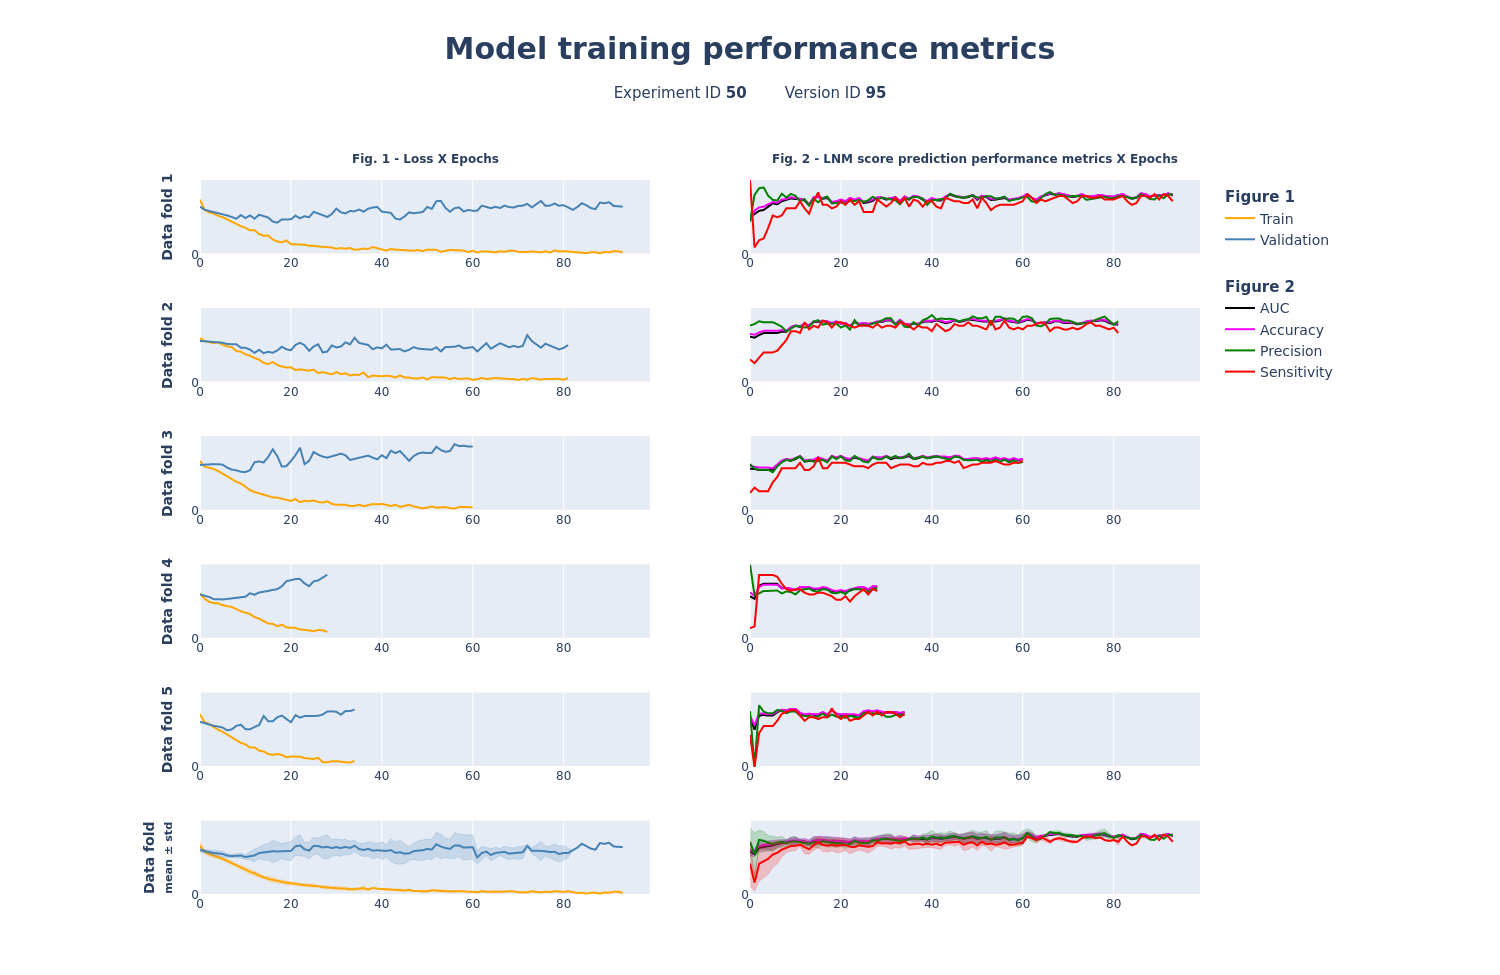 Model training performance metrics
Experiment ID 50 Version ID 95
Fig. 1 - Loss X Epochs
Fig. 2 - LNM score prediction performance metrics X Epochs
Data fold 1
0
0 20 40 60 80
0
0 20 40 60 80
Data fold 2
0
0 20 40 60 80
0
0 20 40 60 80
Data fold 3
0
0 20 40 60 80
0
0 20 40 60 80
Data fold 4
0
0 20 40 60 80
0
0 20 40 60 80
Data fold 5
0
0 20 40 60 80
0
0 20 40 60 80
Data fold
mean ± std
0
0 20 40 60 80
0
0 20 40 60 80
Figure 1
Train
Validation
Figure 2
AUC
Accuracy
Precision
Sensitivity